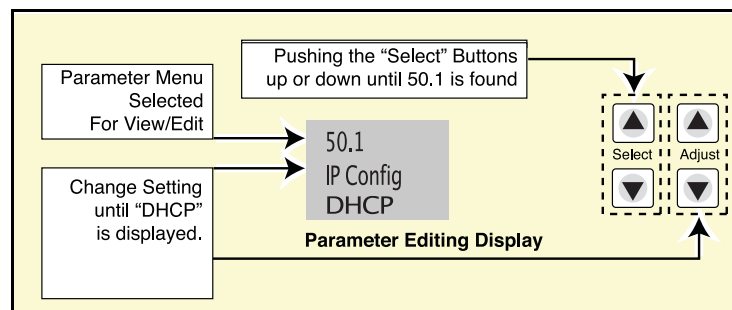 Pushing the “Select” Buttons
up or down until 50.1 is found
Parameter Menu
Selected
For View/Edit
50.1
IP Config
DHCP
Select
Adjust
Change Setting
until “DHCP”
is displayed.
Parameter Editing Display